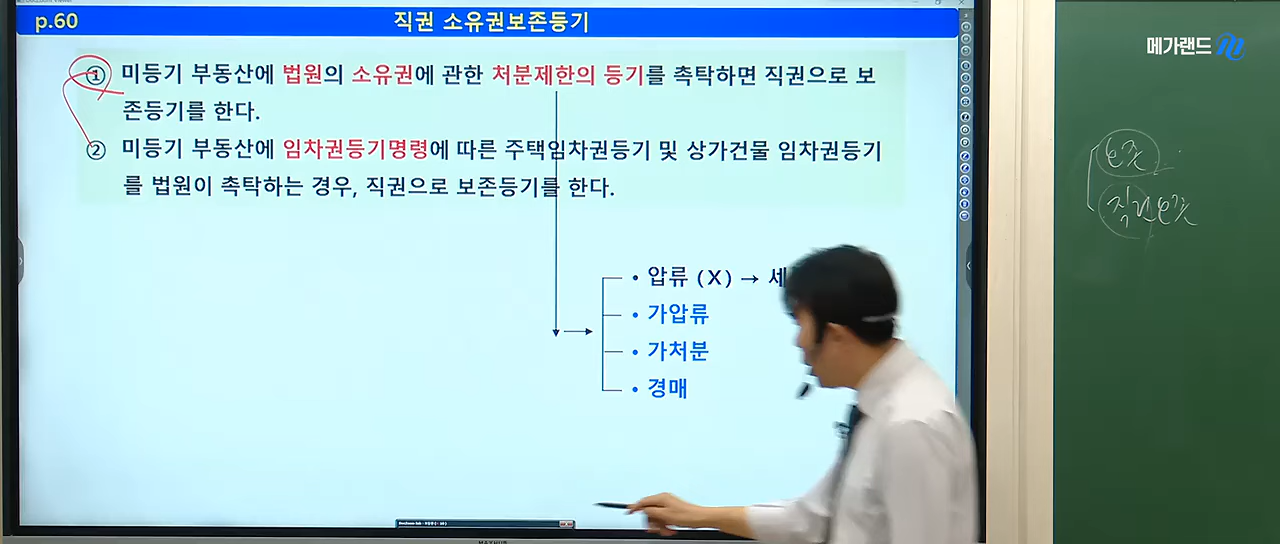 p.60
직권 소유권보존등기
① 미등기 부동산에 법원의 소유권에 관한 처분제한의 등기를 촉탁하면 직권으로 보
존등기를 한다.
② 미등기 부동산에 임차권등기명령에 따른 주택임차권등기 및 상가건물 임차권등기
를 법원이 촉탁하는 경우, 직권으로 보존등기를 한다.
• 압류 (X) → 세
• 가압류
• 가처분
• 경매
메가랜드
보존
직권보존